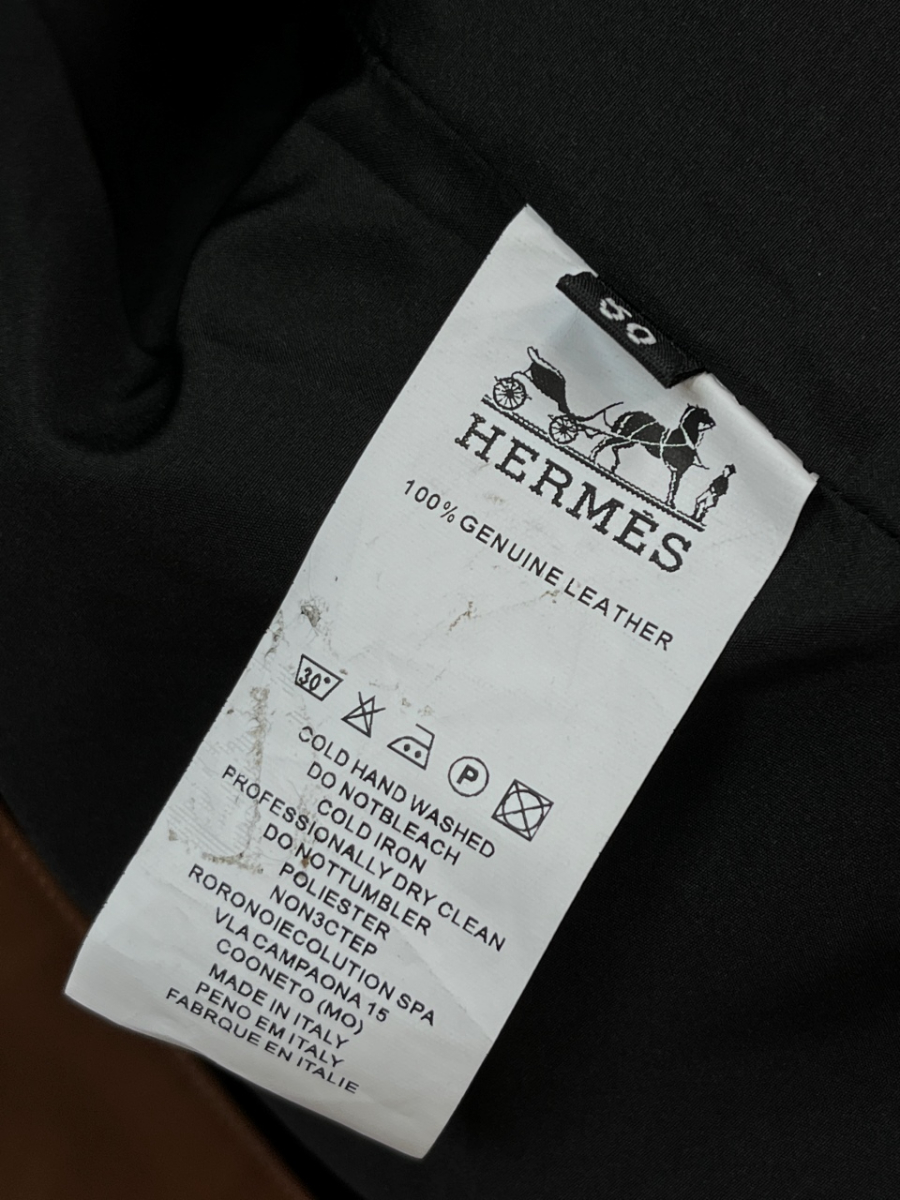 50
HERMÈS
100% GENUINE LEATHER
30°
P
COLD HAND WASHED
DO NOTBLEACH
COLD IRON
PROFESSIONALLY DRY CLEAN
DO NOTTUMBLER
POLIESTER
NON3CTEP
RORONOIECOLUTION SPA
VLA CAMPAONA 15
COONETO (MO)
MADE IN ITALY
PENO EM ITALY
FABRQUE EN ITALIE